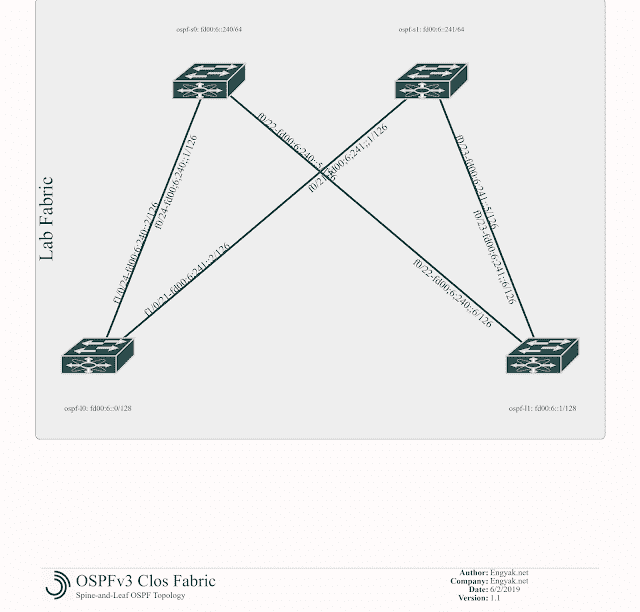 ospf-s0: fd00:6::240/64
ospf-s1: fd00:6::241/64
Lab Fabric
f0/24-fd00:6:240::1/126
f1/0/24-fd00:6:240::2/126
f0/22-fd00:6:240::5
fd00:6:241::1/126
f1/0/21-fd00:6:241::2/126
f0/23-fd00:6:241::5/126
f0/23-fd00:6:241::6/126
f0/22-fd00:6:240::6/126
ospf-l0: fd00:6::0/128
ospf-l1: fd00:6::1/128
OSPFv3 Clos Fabric
Spine-and-Leaf OSPF Topology
Author: Engyak.net
Company: Engyak.net
Date: 6/2/2019
Version: 1.1